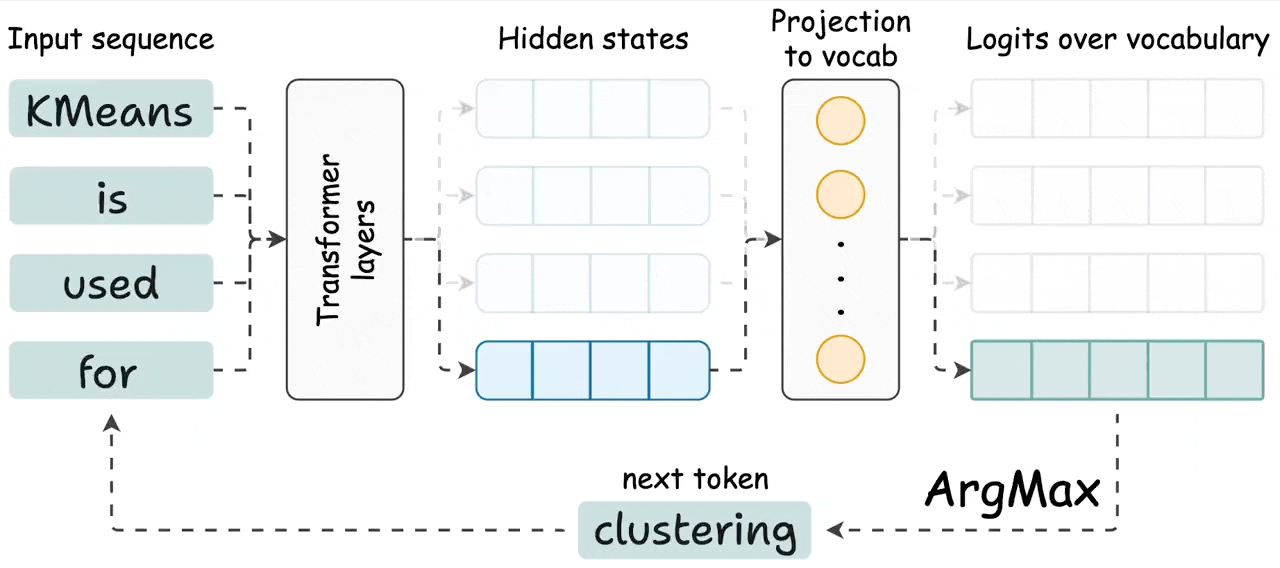 Input sequence
Hidden states
Projection
to vocab
Logits over vocabulary
KMeans
is
used
for
Transformer
layers
ArgMax
next token
clustering